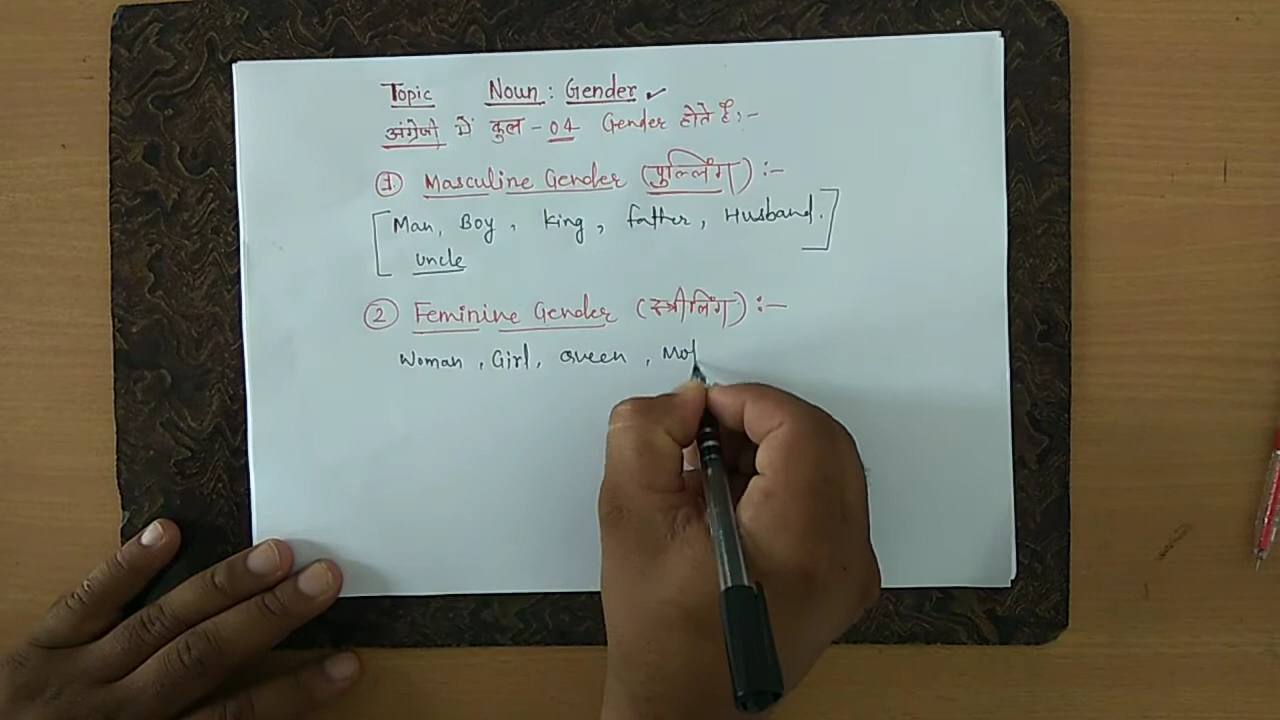 Topic Noun : Gender ✓
अंग्रेजी में कुल - 04 Gender होते है :-
① Masculine Gender (पुल्लिंग) :-
[Man, Boy, King, father, Husband.]
uncle
② Feminine Gender (स्त्रीलिंग) :-
Woman, Girl, Queen,